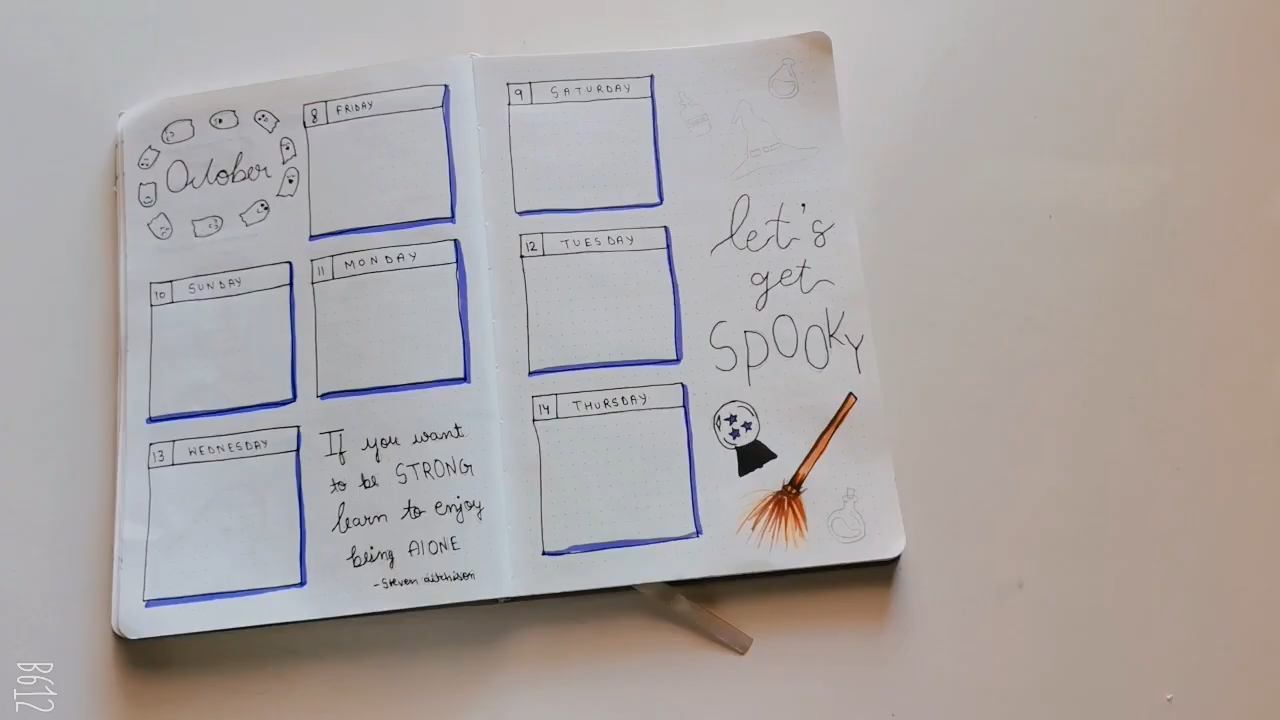 October
8 FRIDAY
10 SUNDAY
11 MONDAY
13 WEDNESDAY
If you want
to be STRONG
learn to enjoy
being AlONE
-Steven aitchison
9 SATURDAY
12 TUESDAY
14 THURSDAY
let's
get
SPOOKY
B612